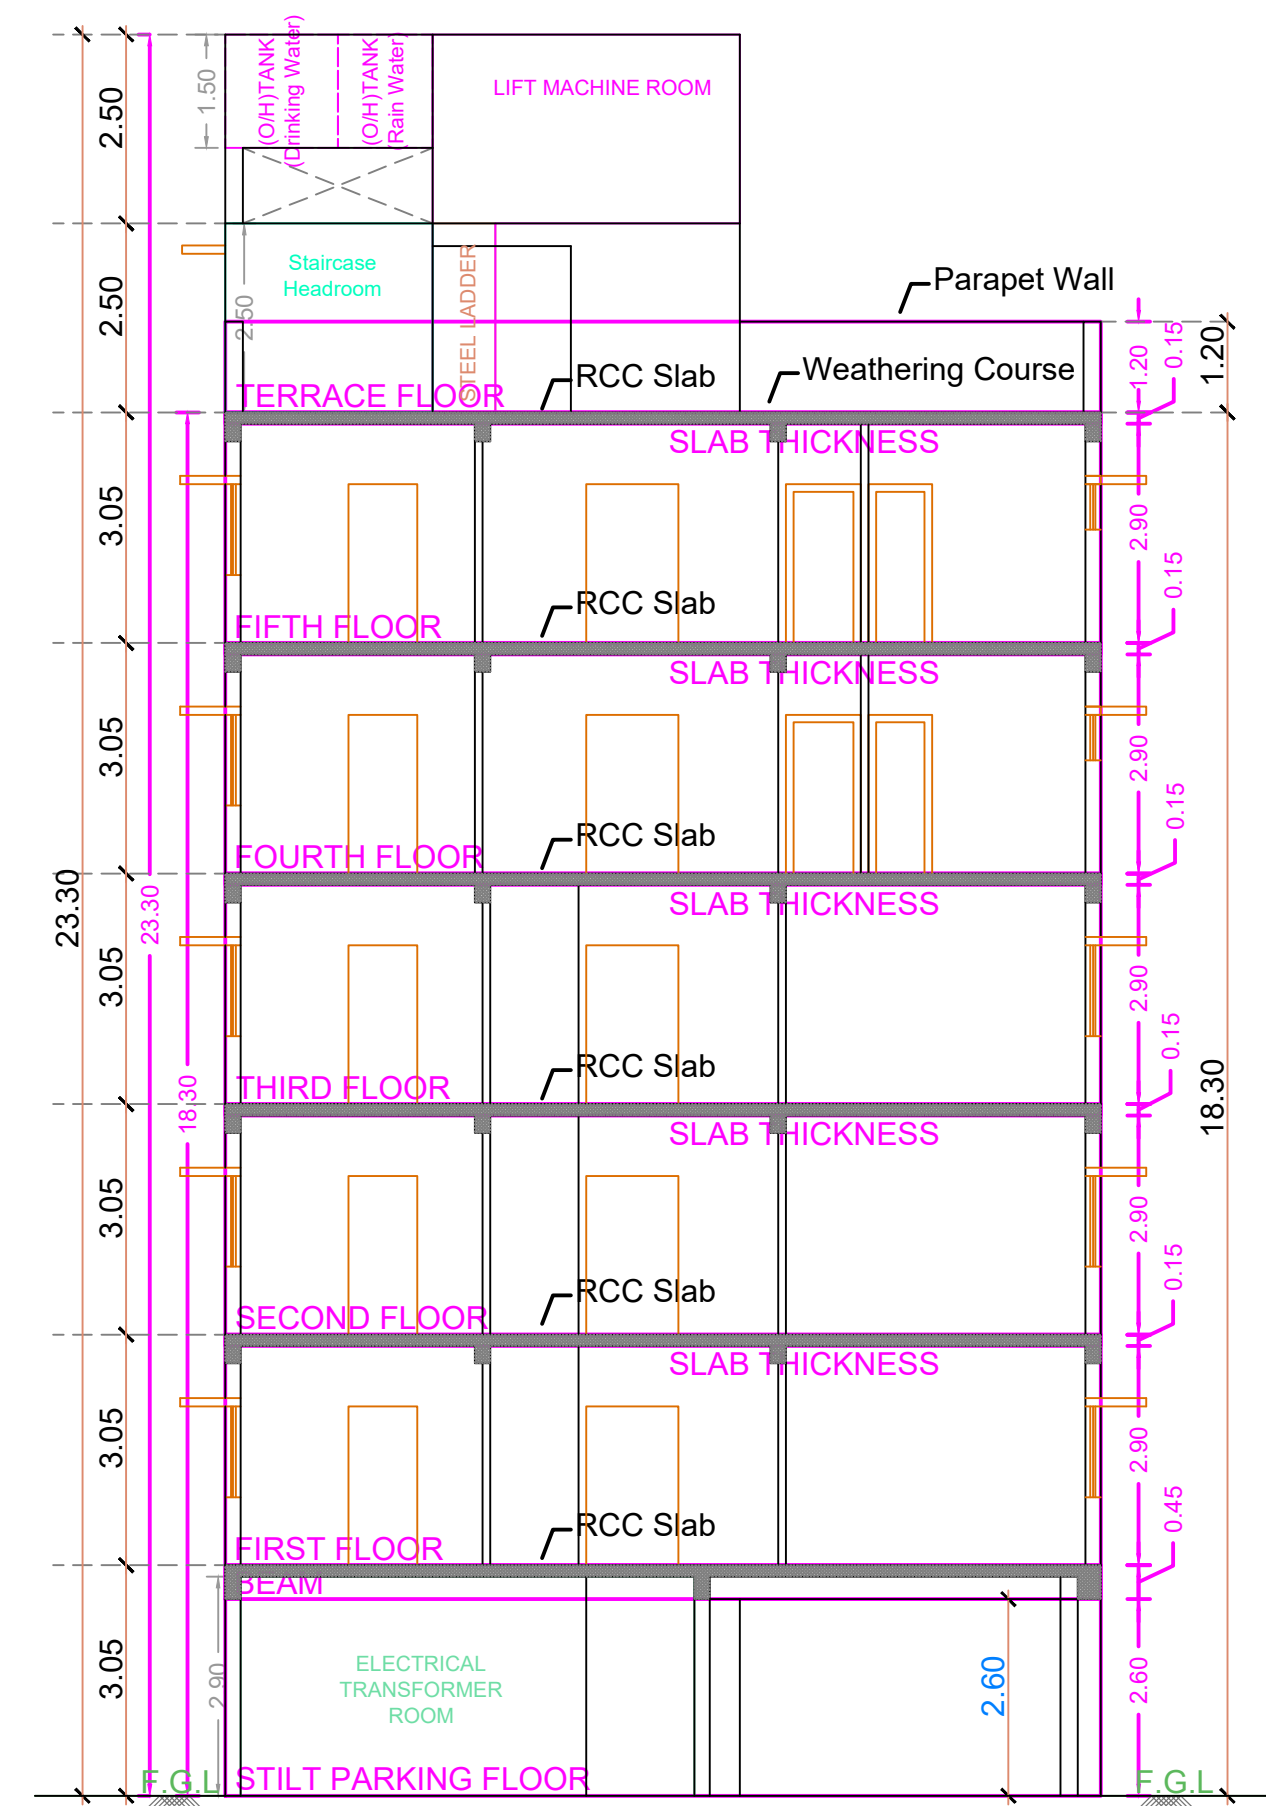 (O/H)TANK
(Drinking Water)
(O/H)TANK
(Rain Water)
LIFT MACHINE ROOM
1.50
2.50
Staircase
Headroom
2.50
2.50
STEEL LADDER
Parapet Wall
1.20
0.15
1.20
RCC Slab
Weathering Course
TERRACE FLOOR
SLAB THICKNESS
3.05
2.90
0.15
RCC Slab
FIFTH FLOOR
SLAB THICKNESS
3.05
2.90
0.15
RCC Slab
FOURTH FLOOR
SLAB THICKNESS
23.30
23.30
3.05
2.90
0.15
RCC Slab
THIRD FLOOR
18.30
18.30
SLAB THICKNESS
3.05
2.90
0.15
RCC Slab
SECOND FLOOR
SLAB THICKNESS
3.05
2.90
0.45
RCC Slab
FIRST FLOOR
BEAM
3.05
2.90
ELECTRICAL
TRANSFORMER
ROOM
2.60
2.60
F.G.L
STILT PARKING FLOOR
F.G.L